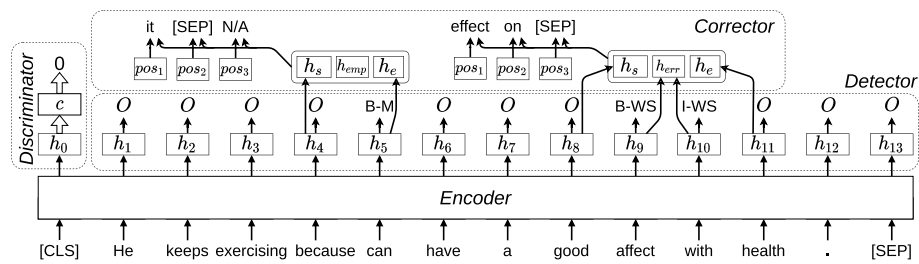 it [SEP] N/A effect on [SEP] Corrector
pos1 pos2 pos3 hs hemp he pos1 pos2 pos3 hs herr he
Discriminator 0 Detector
c O O O O B-M O O O B-WS I-WS O O O
h0 h1 h2 h3 h4 h5 h6 h7 h8 h9 h10 h11 h12 h13
Encoder
[CLS] He keeps exercising because can have a good affect with health . [SEP]